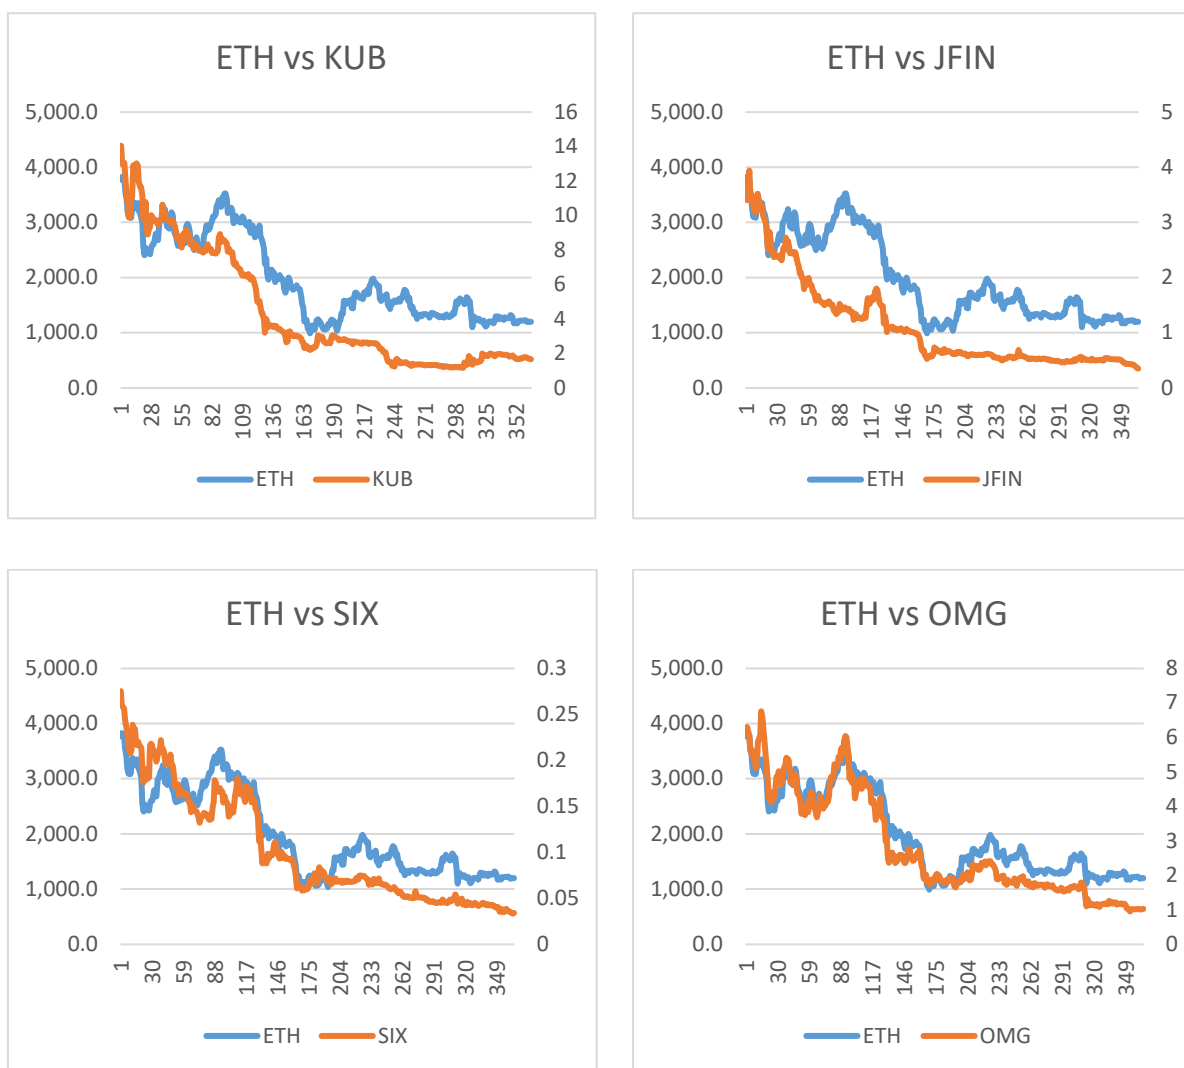 ETH vs KUB
5,000.0 16
14
4,000.0 12
3,000.0 10
8
2,000.0 6
1,000.0 4
2
0.0 0
1 28 55 82 109 136 163 190 217 244 271 298 325 352
ETH KUB
ETH vs JFIN
5,000.0 5
4,000.0 4
3,000.0 3
2,000.0 2
1,000.0 1
0.0 0
1 30 59 88 117 146 175 204 233 262 291 320 349
ETH JFIN
ETH vs SIX
5,000.0 0.3
4,000.0 0.25
3,000.0 0.2
0.15
2,000.0 0.1
1,000.0 0.05
0.0 0
1 30 59 88 117 146 175 204 233 262 291 320 349
ETH SIX
ETH vs OMG
5,000.0 8
7
4,000.0 6
3,000.0 5
4
2,000.0 3
1,000.0 2
1
0.0 0
1 30 59 88 117 146 175 204 233 262 291 320 349
ETH OMG